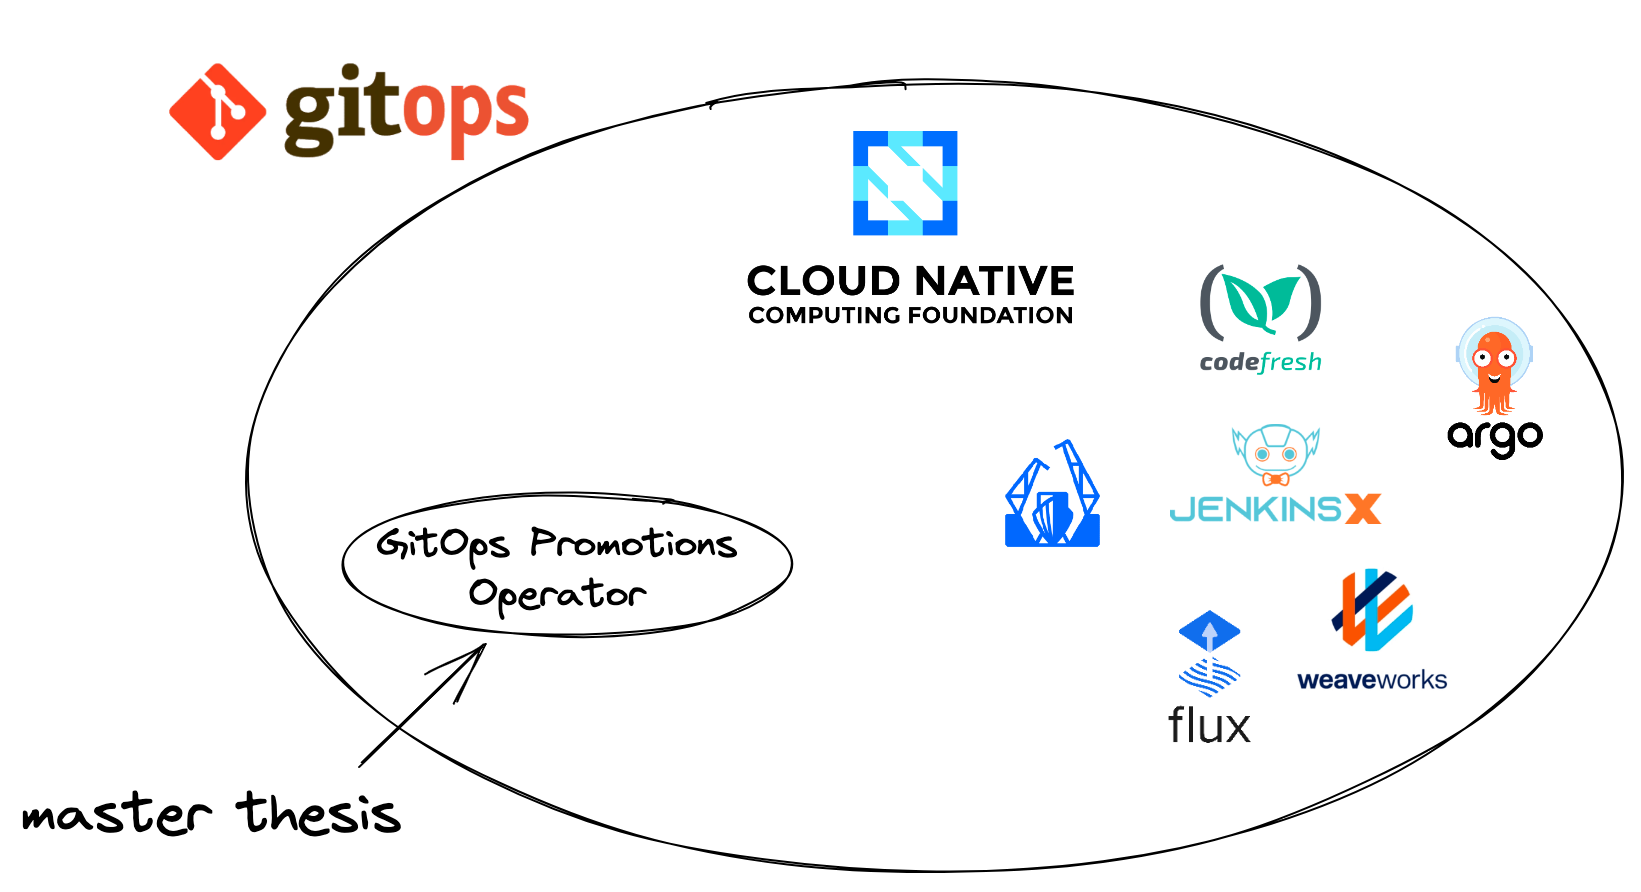 gitops
CLOUD NATIVE
COMPUTING FOUNDATION
codefresh
argo
JENKINS X
GitOps Promotions
Operator
weaveworks
flux
master thesis